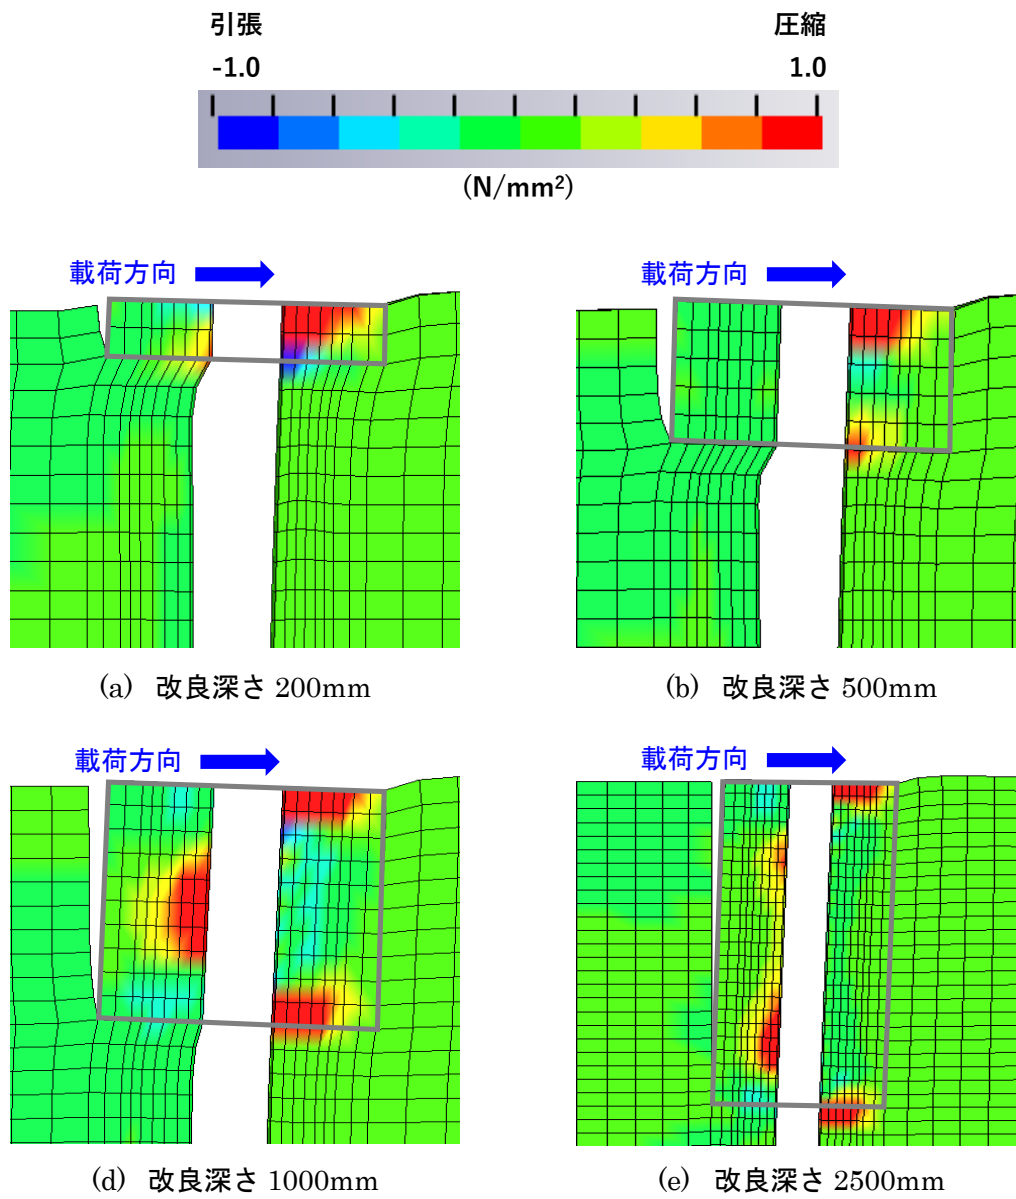 引張 圧縮
-1.0 1.0
(N/mm²)
載荷方向 載荷方向
(a) 改良深さ 200mm (b) 改良深さ 500mm
載荷方向 載荷方向
(d) 改良深さ 1000mm (e) 改良深さ 2500mm